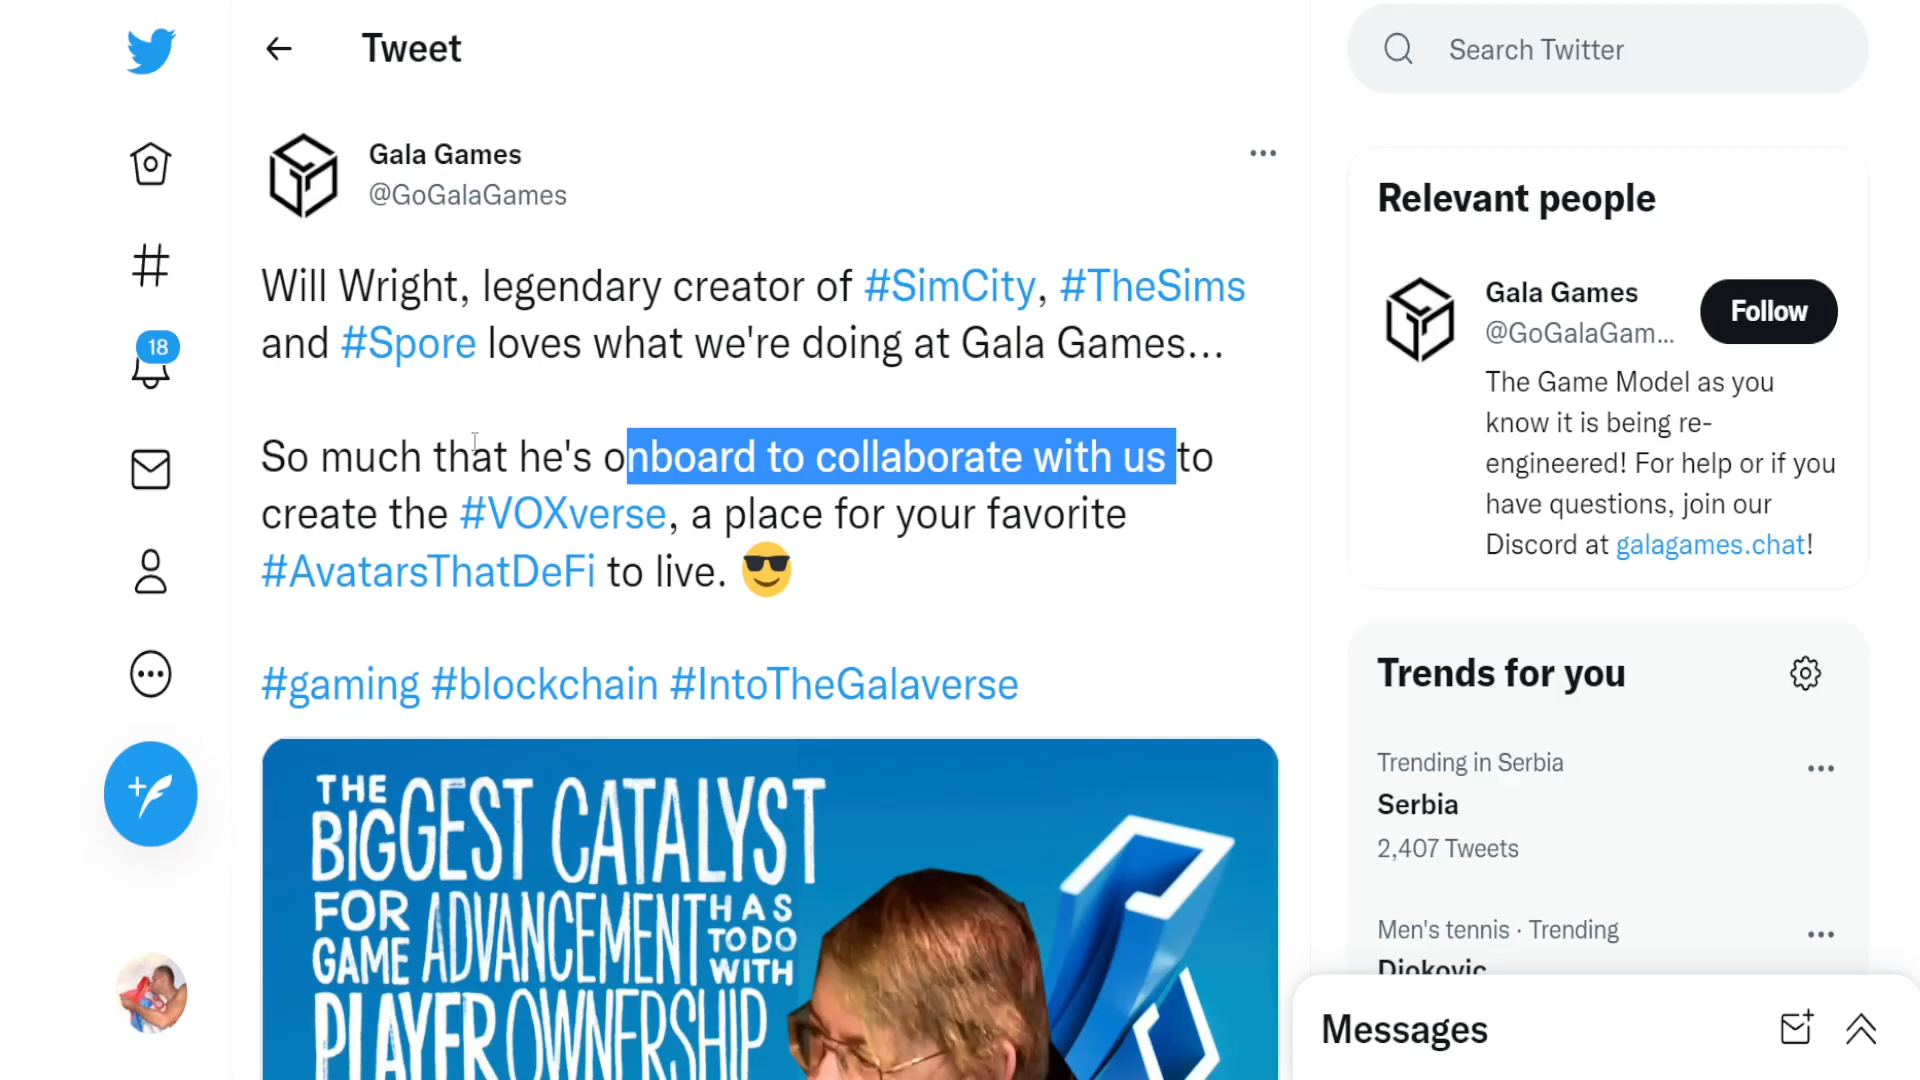 Tweet
Search Twitter
Gala Games
@GoGalaGames
Will Wright, legendary creator of #SimCity, #TheSims
and #Spore loves what we're doing at Gala Games...
So much that he's onboard to collaborate with us to
create the #VOXverse, a place for your favorite
#AvatarsThatDeFi to live.
#gaming #blockchain #IntoTheGalaverse
THE
BIGGEST CATALYST
FOR GAME ADVANCEMENT HAS TO DO WITH
PLAYER OWNERSHIP
18
Relevant people
Gala Games
@GoGalaGam...
Follow
The Game Model as you
know it is being re-
engineered! For help or if you
have questions, join our
Discord at galagames.chat!
Trends for you
Trending in Serbia
Serbia
2,407 Tweets
Men's tennis · Trending
Djokovic
Messages